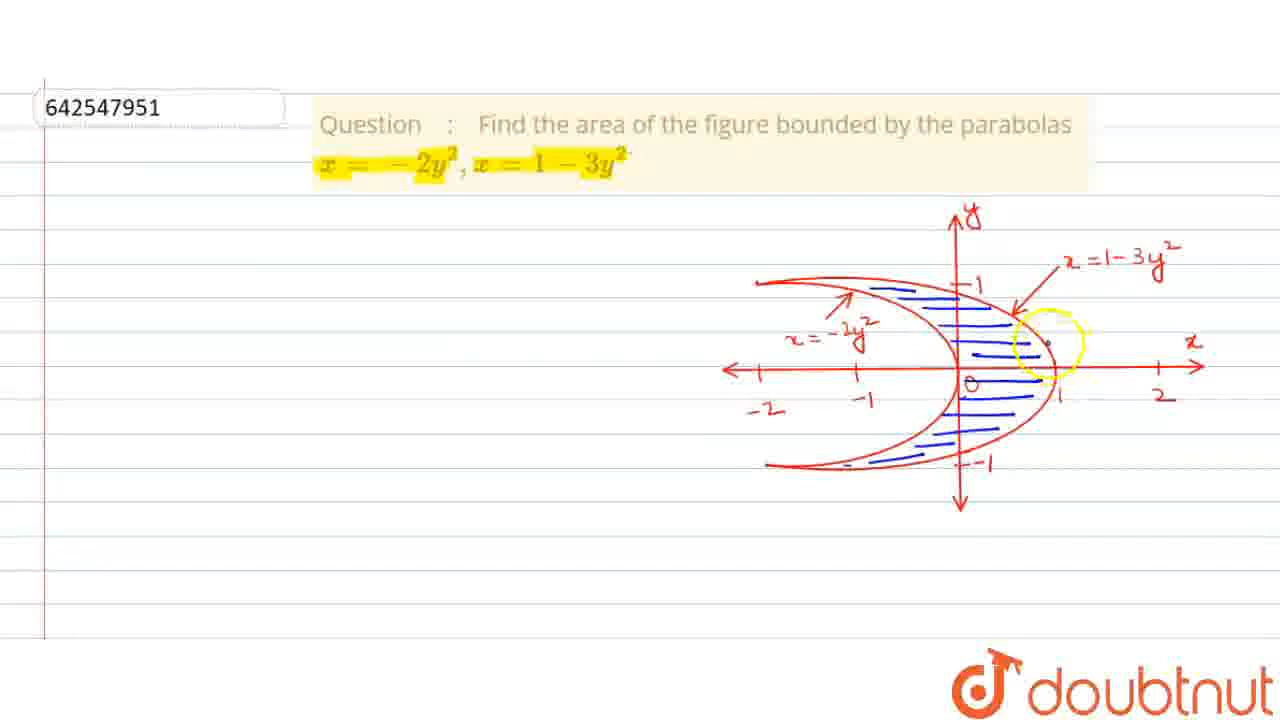 642547951
Question : Find the area of the figure bounded by the parabolas
x = - 2y², x = 1 - 3y²
y
x = 1 - 3y²
1
x = -2y²
x
0
-2
-1
1
2
-1
doubtnut